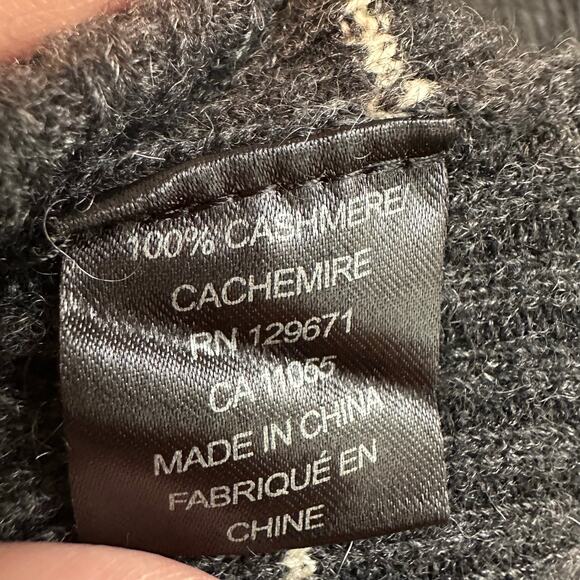 100% CASHMERE/
CACHEMIRE
RN 129671
CA 11055
MADE IN CHINA
FABRIQUÉ EN
CHINE